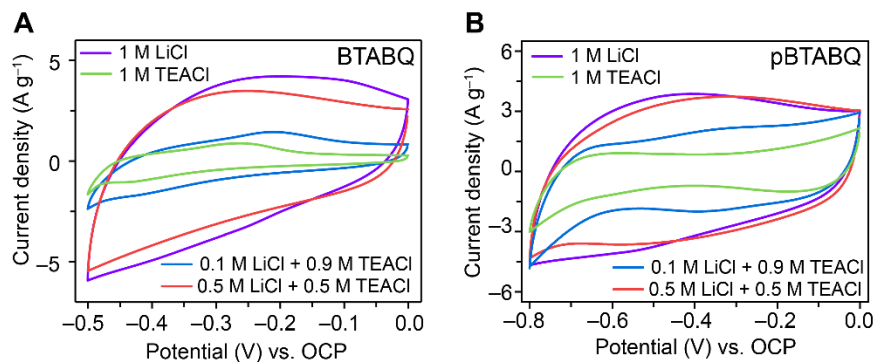 A
BTABQ
1 M LiCl
1 M TEACl
5
0
−5
Current density (A g⁻¹)
0.1 M LiCl + 0.9 M TEACl
0.5 M LiCl + 0.5 M TEACl
−0.5 −0.4 −0.3 −0.2 −0.1 0.0
Potential (V) vs. OCP
B
pBTABQ
1 M LiCl
1 M TEACl
6
3
0
−3
−6
Current density (A g⁻¹)
0.1 M LiCl + 0.9 M TEACl
0.5 M LiCl + 0.5 M TEACl
−0.8 −0.6 −0.4 −0.2 0.0
Potential (V) vs. OCP